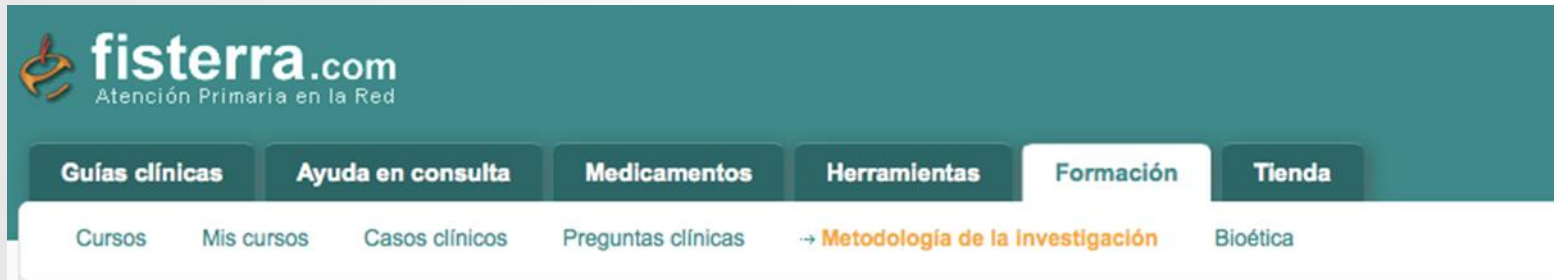 fisterra.com
Atención Primaria en la Red
Guías clínicas Ayuda en consulta Medicamentos Herramientas Formación Tienda
Cursos Mis cursos Casos clínicos Preguntas clínicas → Metodología de la investigación Bioética